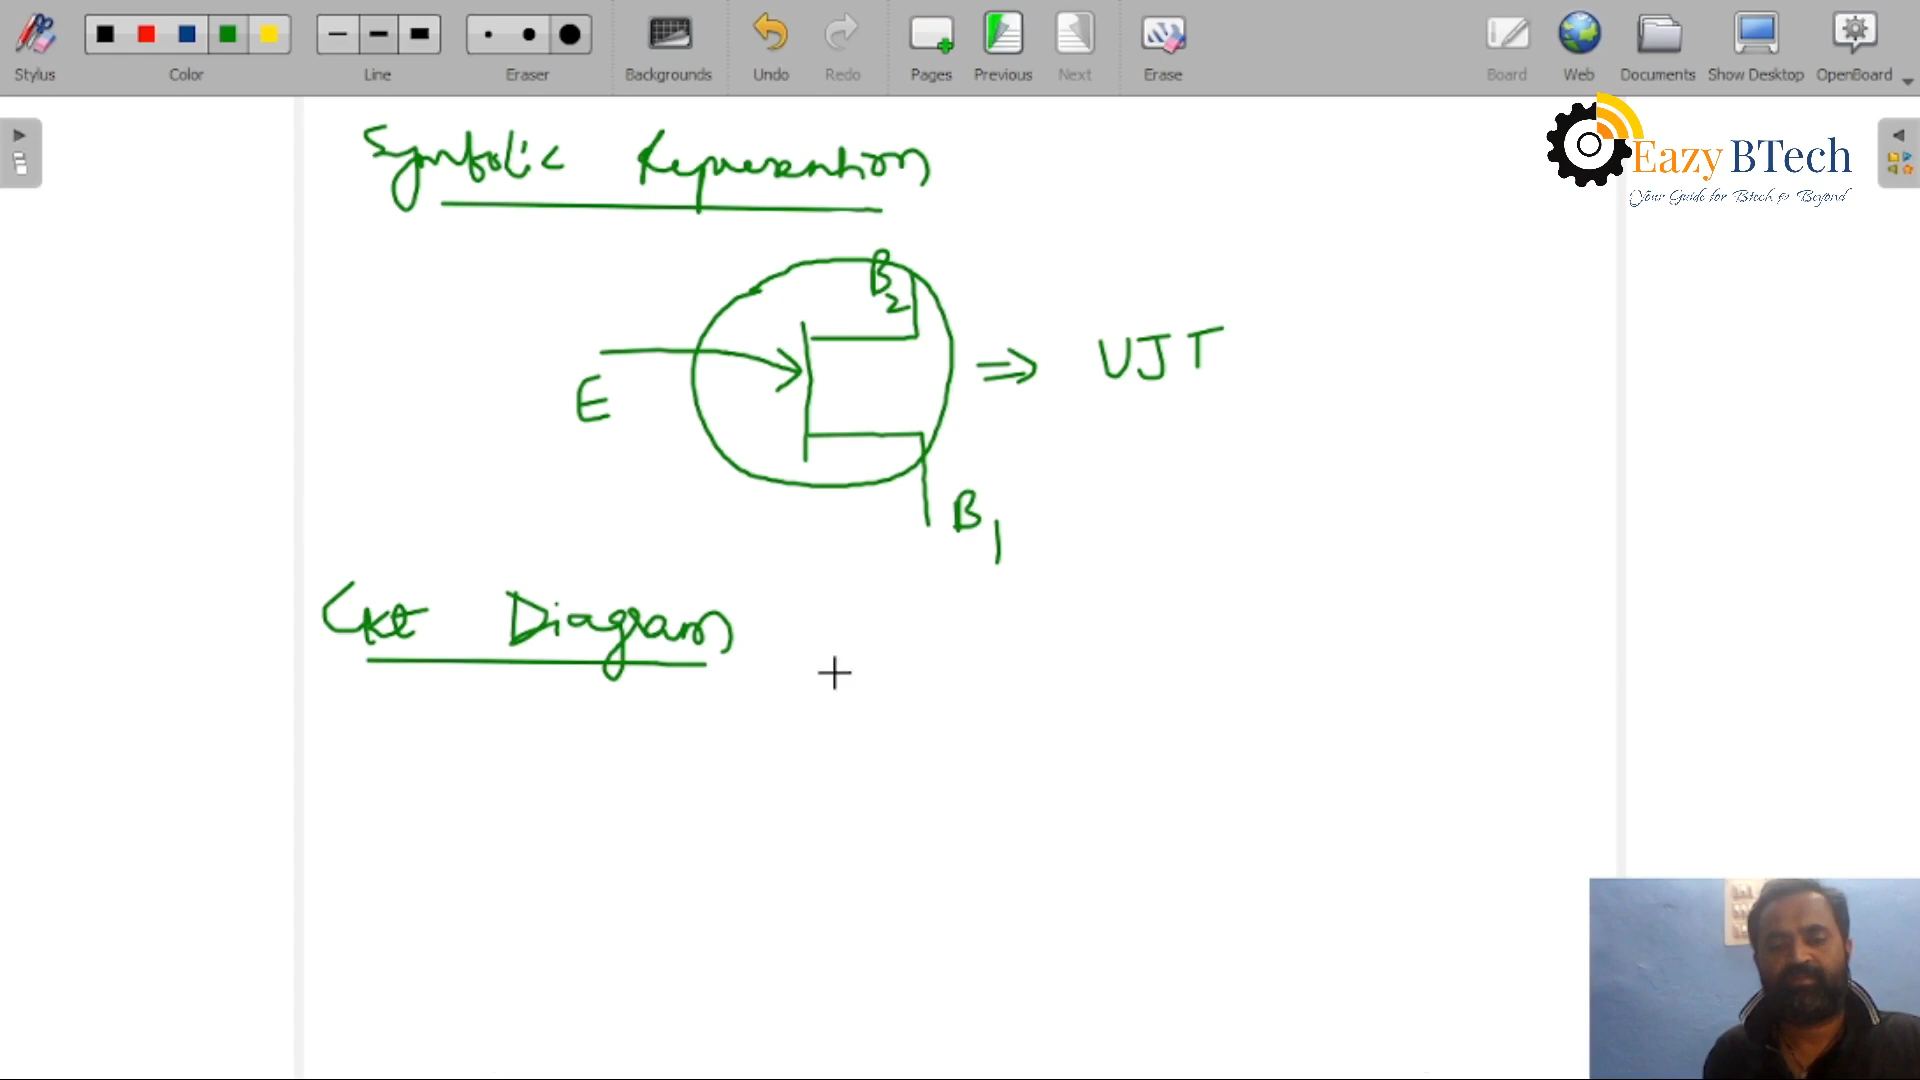 Stylus
Color
Line
Eraser
Backgrounds
Undo
Redo
Pages
Previous
Next
Erase
Board
Web
Documents
Show Desktop
OpenBoard
Eazy BTech
Your Guide for Btech & Beyond
Symbolic
B2
E
⇒ UJT
B1
Ckt Diagram